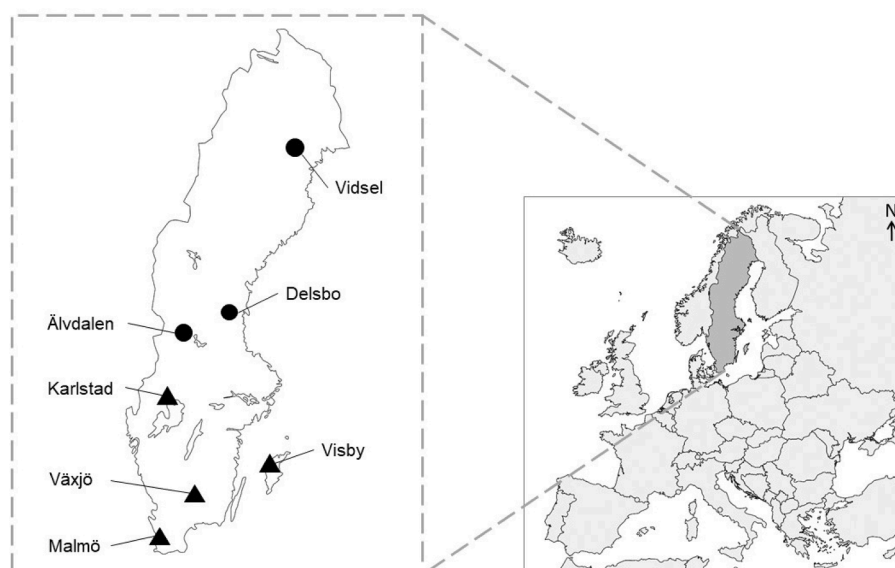 Vidsel
Delsbo
Älvdalen
Karlstad
Visby
Växjö
Malmö
N